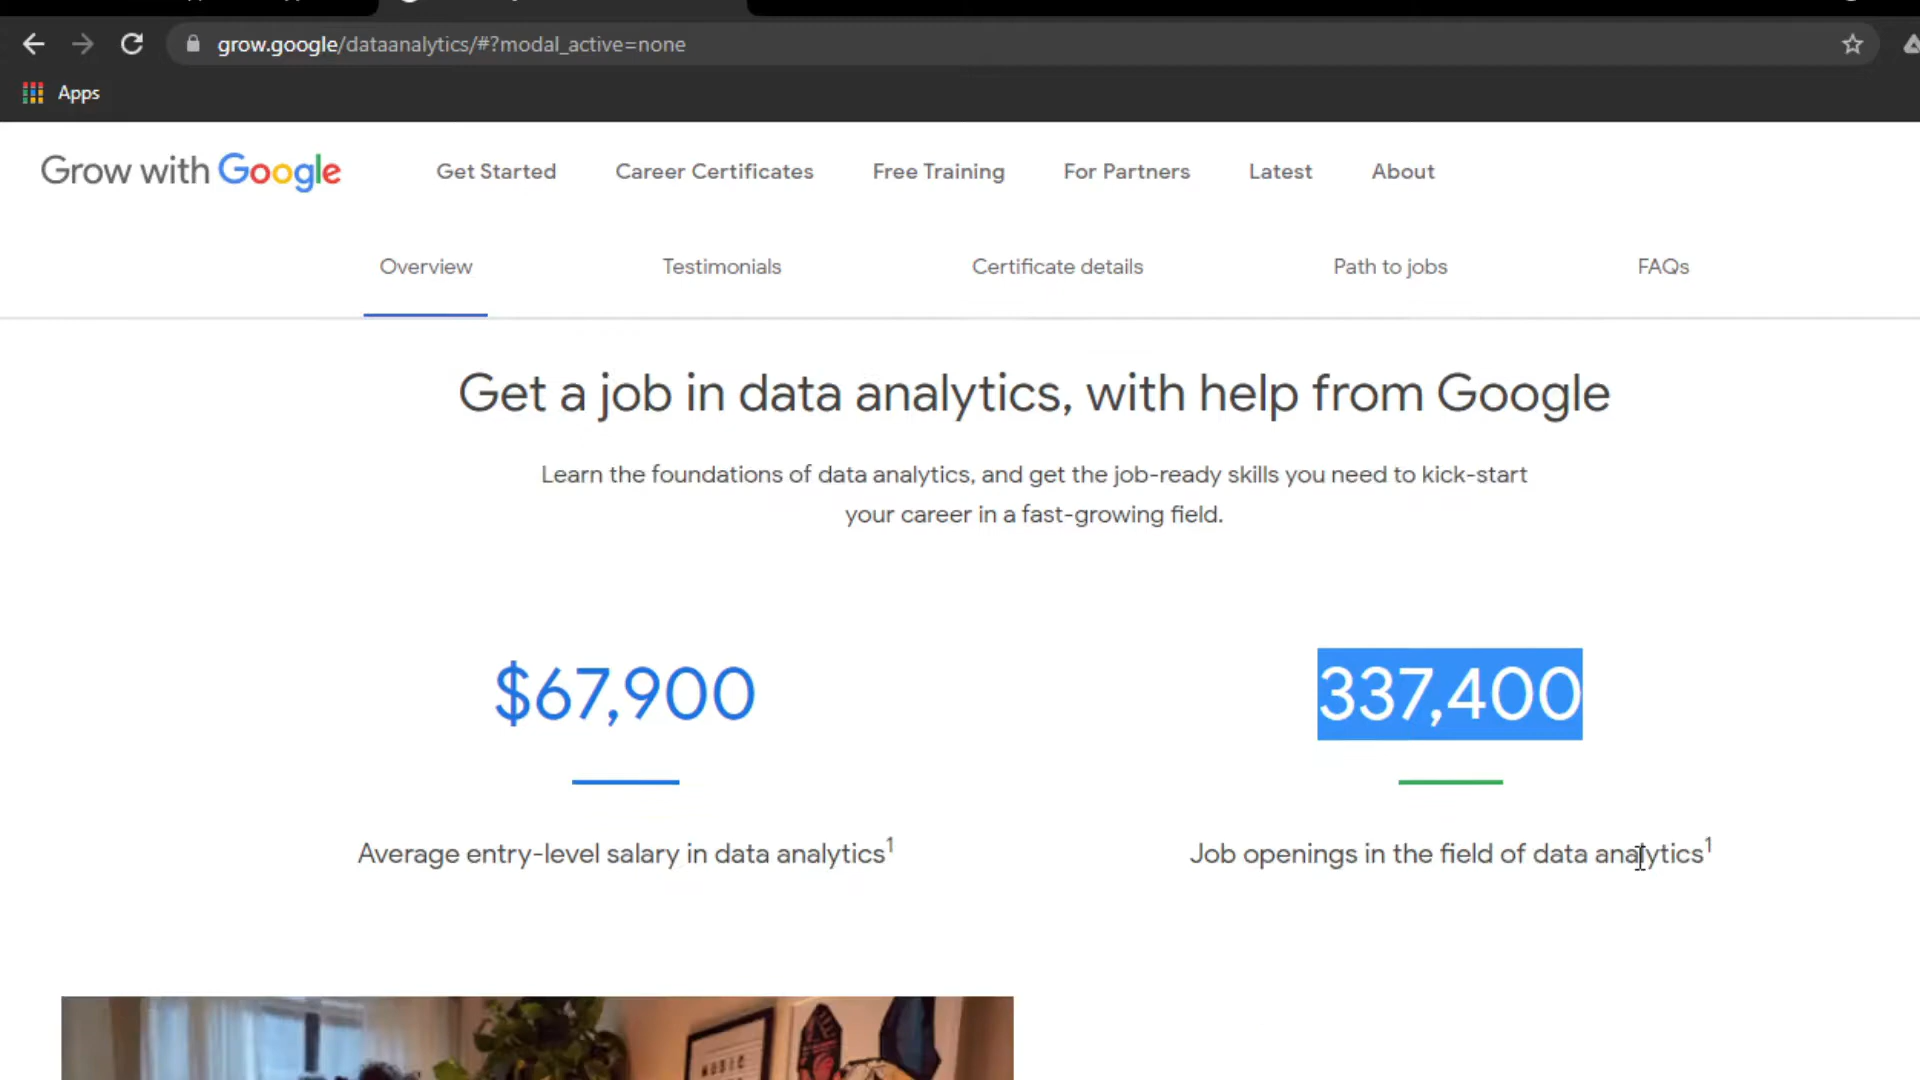 grow.google/dataanalytics/#?modal_active=none
Apps
Grow with Google
Get Started
Career Certificates
Free Training
For Partners
Latest
About
Overview
Testimonials
Certificate details
Path to jobs
FAQs
Get a job in data analytics, with help from Google
Learn the foundations of data analytics, and get the job-ready skills you need to kick-start
your career in a fast-growing field.
$67,900
337,400
Average entry-level salary in data analytics1
Job openings in the field of data analytics1